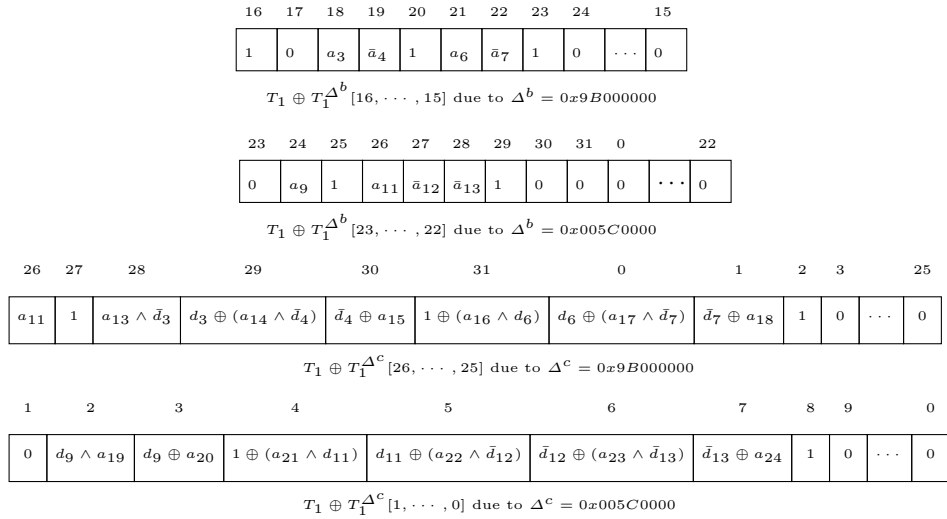 16 17 18 19 20 21 22 23 24 15
1 0 a₃ ā₄ 1 a₆ ā₇ 1 0 ··· 0
T₁ ⊕ T₁^{Δ^b}[16, ··· , 15] due to Δ^b = 0x9B000000
23 24 25 26 27 28 29 30 31 0 22
0 a₉ 1 a₁₁ ā₁₂ ā₁₃ 1 0 0 0 ··· 0
T₁ ⊕ T₁^{Δ^b}[23, ··· , 22] due to Δ^b = 0x005C0000
26 27 28 29 30 31 0 1 2 3 25
a₁₁ 1 a₁₃ ∧ d̄₃ d₃ ⊕ (a₁₄ ∧ d̄₄) d̄₄ ⊕ a₁₅ 1 ⊕ (a₁₆ ∧ d₆) d₆ ⊕ (a₁₇ ∧ d̄₇) d̄₇ ⊕ a₁₈ 1 0 ··· 0
T₁ ⊕ T₁^{Δ^c}[26, ··· , 25] due to Δ^c = 0x9B000000
1 2 3 4 5 6 7 8 9 0
0 d₉ ∧ a₁₉ d₉ ⊕ a₂₀ 1 ⊕ (a₂₁ ∧ d₁₁) d₁₁ ⊕ (a₂₂ ∧ d̄₁₂) d̄₁₂ ⊕ (a₂₃ ∧ d̄₁₃) d̄₁₃ ⊕ a₂₄ 1 0 ··· 0
T₁ ⊕ T₁^{Δ^c}[1, ··· , 0] due to Δ^c = 0x005C0000